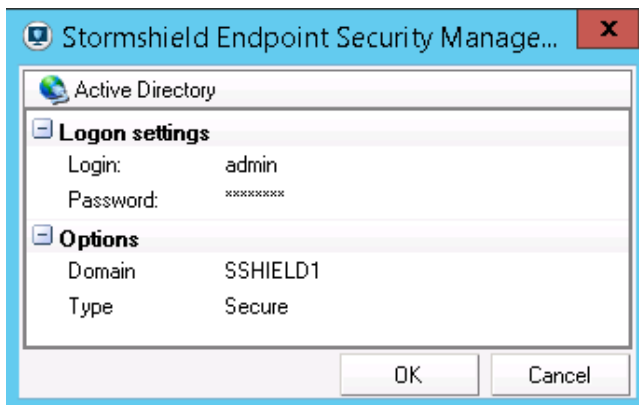 Stormshield Endpoint Security Manage...
x
Active Directory
Logon settings
Login: admin
Password: ********
Options
Domain SSHIELD1
Type Secure
OK Cancel